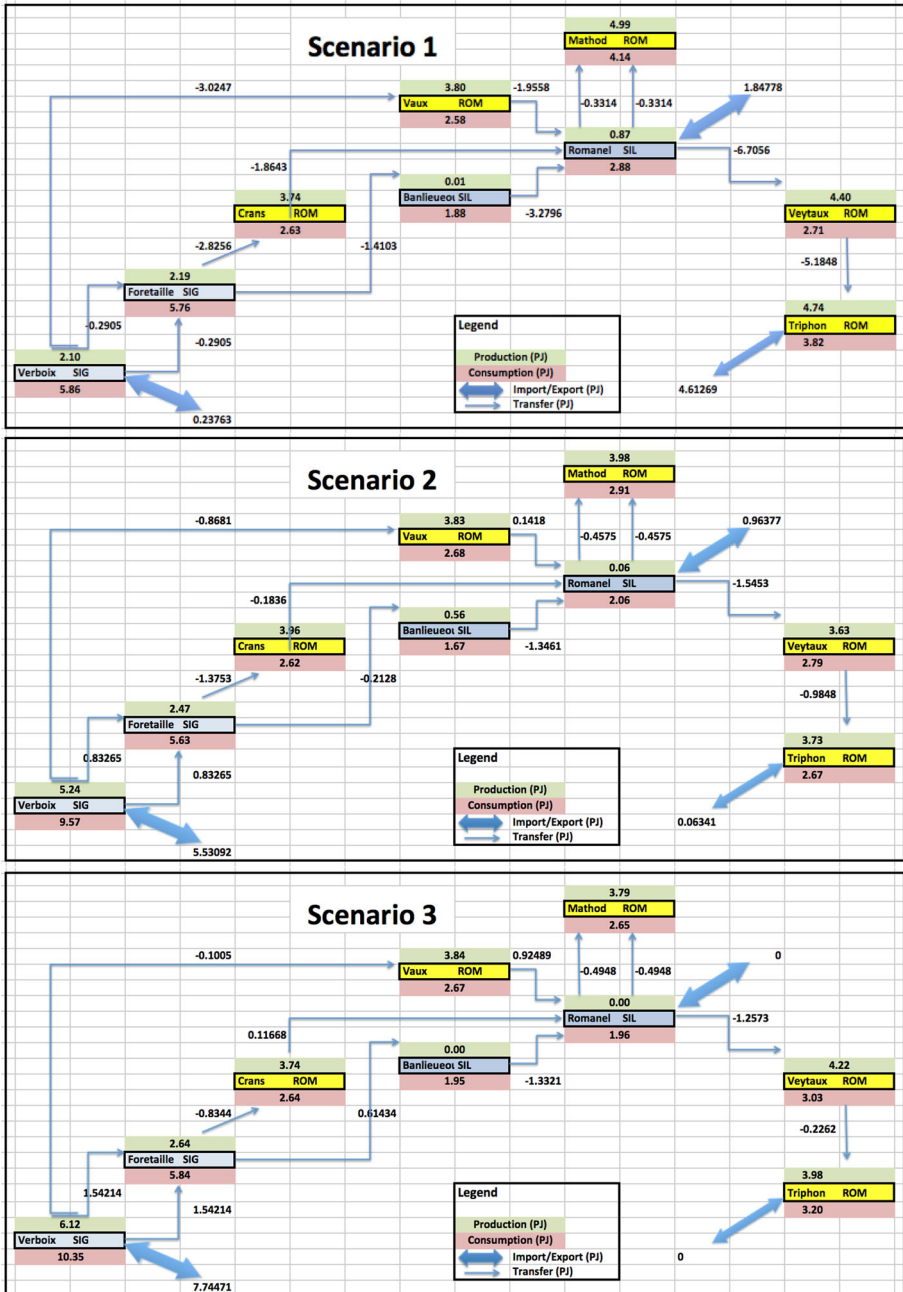 Scenario 1
4.99
Mathod ROM
4.14
-3.0247
3.80
-1.9558
Vaux ROM
2.58
-0.3314
-0.3314
1.84778
0.87
Romanel SIL
2.88
-6.7056
-1.8643
0.01
Banlieueoı SIL
1.88
-3.2796
3.74
Crans ROM
2.63
4.40
Veytaux ROM
2.71
-2.8256
-1.4103
-5.1848
2.19
Foretaille SIG
5.76
-0.2905
-0.2905
4.74
Triphon ROM
3.82
2.10
Verboix SIG
5.86
0.23763
4.61269
Legend
Production (PJ)
Consumption (PJ)
Import/Export (PJ)
Transfer (PJ)
Scenario 2
3.98
Mathod ROM
2.91
-0.8681
3.83
0.1418
Vaux ROM
2.68
-0.4575
-0.4575
0.96377
0.06
Romanel SIL
2.06
-1.5453
-0.1836
0.56
Banlieueoı SIL
1.67
-1.3461
3.96
Crans ROM
2.62
3.63
Veytaux ROM
2.79
-1.3753
-0.2128
-0.9848
2.47
Foretaille SIG
5.63
0.83265
0.83265
3.73
Triphon ROM
2.67
5.24
Verboix SIG
9.57
5.53092
0.06341
Legend
Production (PJ)
Consumption (PJ)
Import/Export (PJ)
Transfer (PJ)
Scenario 3
3.79
Mathod ROM
2.65
-0.1005
3.84
0.92489
Vaux ROM
2.67
-0.4948
-0.4948
0
0.00
Romanel SIL
1.96
-1.2573
0.11668
0.00
Banlieueoı SIL
1.95
-1.3321
3.74
Crans ROM
2.64
4.22
Veytaux ROM
3.03
-0.8344
0.61434
-0.2262
2.64
Foretaille SIG
5.84
1.54214
1.54214
3.98
Triphon ROM
3.20
6.12
Verboix SIG
10.35
7.74471
0
Legend
Production (PJ)
Consumption (PJ)
Import/Export (PJ)
Transfer (PJ)